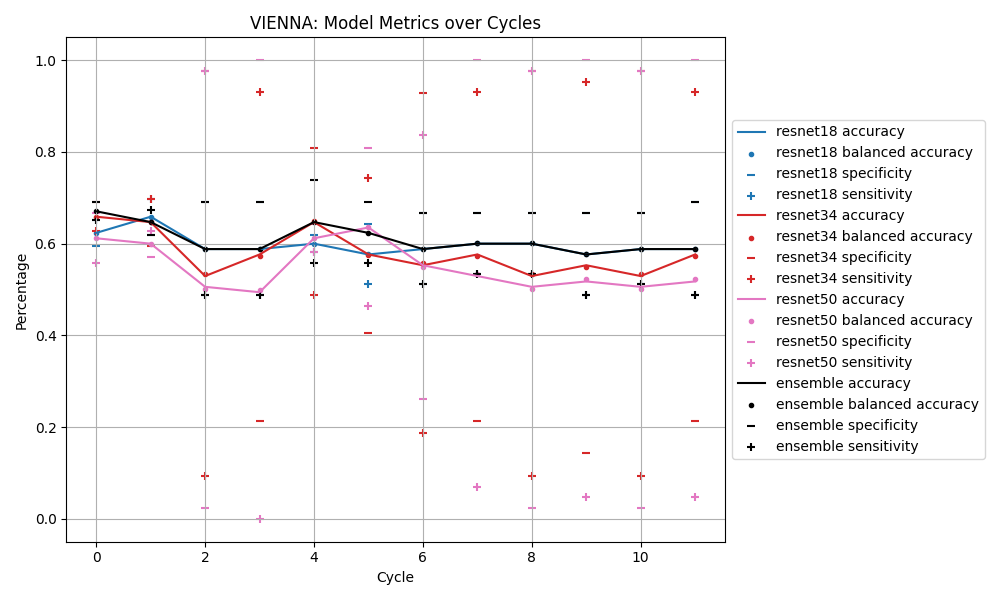 VIENNA: Model Metrics over Cycles
Percentage
1.0
0.8
0.6
0.4
0.2
0.0
0
2
4
6
8
10
Cycle
resnet18 accuracy
resnet18 balanced accuracy
resnet18 specificity
resnet18 sensitivity
resnet34 accuracy
resnet34 balanced accuracy
resnet34 specificity
resnet34 sensitivity
resnet50 accuracy
resnet50 balanced accuracy
resnet50 specificity
resnet50 sensitivity
ensemble accuracy
ensemble balanced accuracy
ensemble specificity
ensemble sensitivity